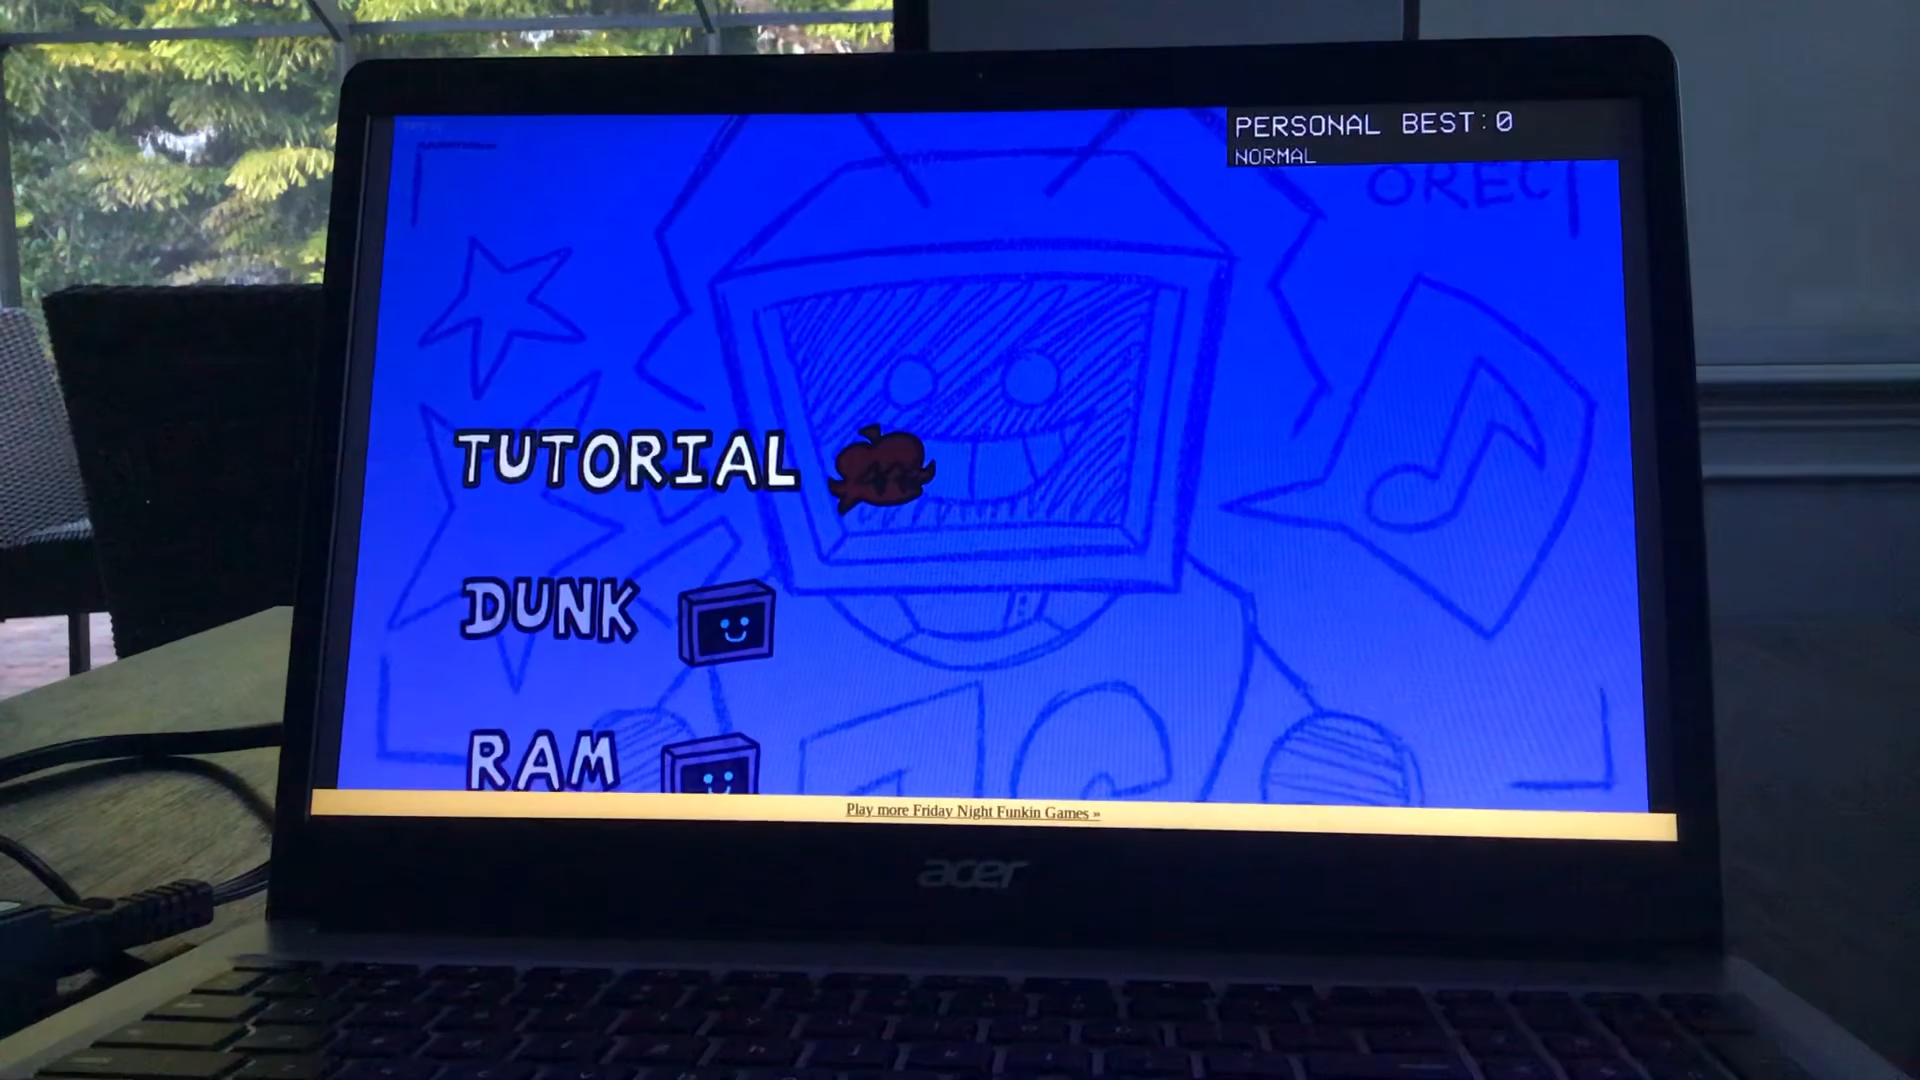 PERSONAL BEST:0
NORMAL
TUTORIAL
DUNK
RAM
Play more Friday Night Funkin Games »
acer